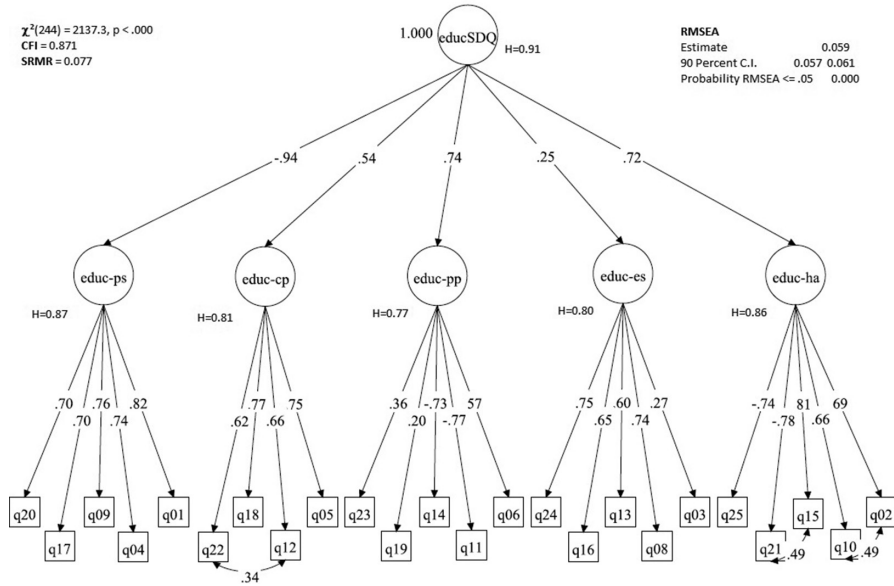 χ²(244) = 2137.3, p < .000
CFI = 0.871
SRMR = 0.077
1.000 educSDQ
H=0.91
RMSEA
Estimate 0.059
90 Percent C.I. 0.057 0.061
Probability RMSEA <= .05 0.000
-.94 .54 .74 .25 .72
educ-ps educ-cp educ-pp educ-es educ-ha
H=0.87 H=0.81 H=0.77 H=0.80 H=0.86
.70 .76 .82 .77 .75 .36 -.73 57 .75 .60 .27 -.74 81 69
.70 .74 .62 .66 .20 -.77 .65 .74 -.78 .66
q20 q09 q01 q18 q05 q23 q14 q06 q24 q13 q03 q25 q15 q02
q17 q04 q22 q12 q19 q11 q16 q08 q21 q10
.34 .49 .49